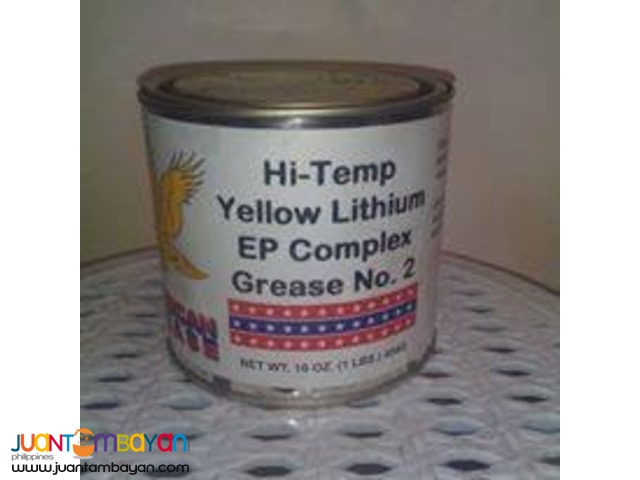 Hi-Temp
Yellow Lithium
EP Complex
Grease No. 2
NET WT. 16 OZ. (1 LBS.) 454G
JUANTAMBAYAN
philippines
www.juantambayan.com